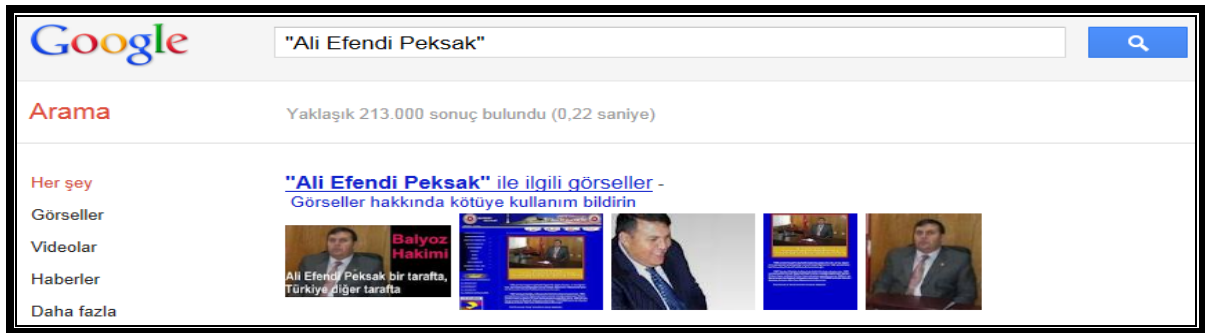 Google
"Ali Efendi Peksak"
Arama
Yaklaşık 213.000 sonuç bulundu (0,22 saniye)
Her şey
Görseller
Videolar
Haberler
Daha fazla
"Ali Efendi Peksak" ile ilgili görseller -
Görseller hakkında kötüye kullanım bildirin
Balyoz
Hakimi
Ali Efendi Peksak bir tarafta,
Türkiye diğer tarafta